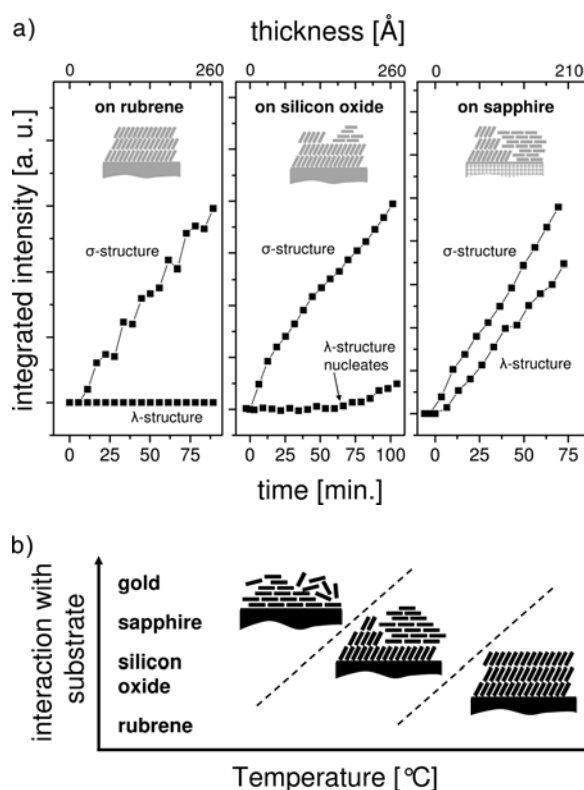 a)
thickness [Å]
0 260 0 260 0 210
on rubrene on silicon oxide on sapphire
integrated intensity [a. u.]
σ-structure
σ-structure
σ-structure
λ-structure
nucleates
λ-structure
λ-structure
0 25 50 75 0 25 50 75 100 0 25 50 75
time [min.]
b)
interaction with
substrate
gold
sapphire
silicon
oxide
rubrene
Temperature [°C]